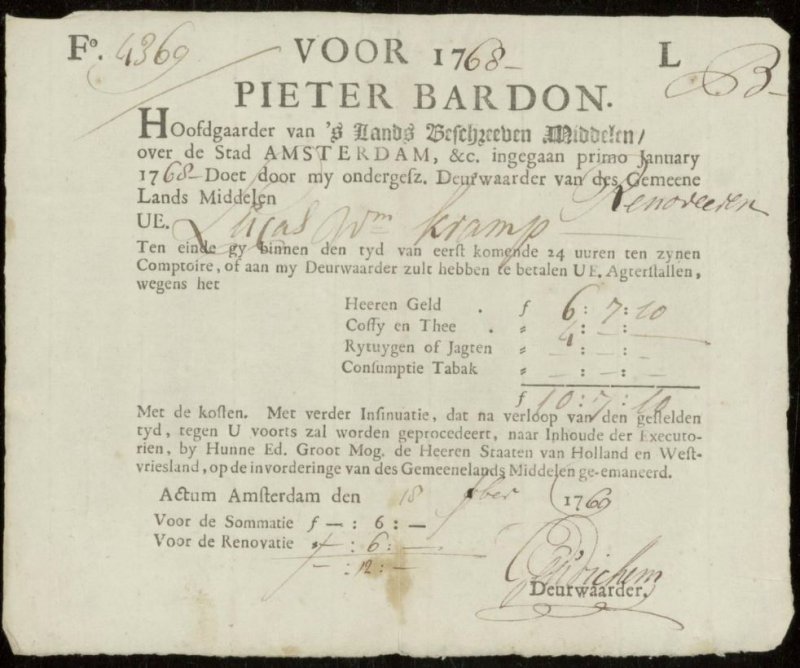 Fo. 4369 VOOR 1768 L B
PIETER BARDON.
HOofdgaarder van 's Lands Beschreeven Middelen/
over de Stad AMSTERDAM, &c. ingegaan primo January
1768 Doet door my ondergesz. Deurwaarder van des Gemeene
Lands Middelen Renoveeren
UE. Lucas Wm Kramp
Ten einde gy binnen den tyd van eerst komende 24 uuren ten zynen
Comptoire, of aan my Deurwaarder zult hebben te betalen UE. Agterstallen,
wegens het
Heeren Geld . f 6 : 7 : 10
Coffy en Thee . " 4 : — : —
Rytuygen of Jagten " — : — : —
Consumptie Tabak " — : — : —
f 10 : 7 : 10
Met de kosten. Met verder Insinuatie, dat na verloop van den gestelden
tyd, tegen U voorts zal worden geprocedeert, naar Inhoude der Executo-
rien, by Hunne Ed. Groot Mog. de Heeren Staaten van Holland en West-
vriesland, op de invorderinge van des Gemeenelands Middelen ge-emaneerd.
Actum Amsterdam den 18 ber 1769
Voor de Sommatie f — : 6 : —
Voor de Renovatie " — : 6 : —
— : 12 : —
Deurwaarder.